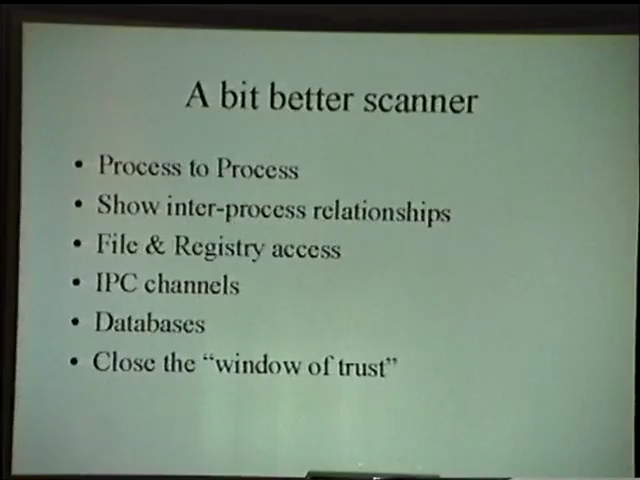 A bit better scanner
• Process to Process
• Show inter-process relationships
• File & Registry access
• IPC channels
• Databases
• Close the “window of trust”